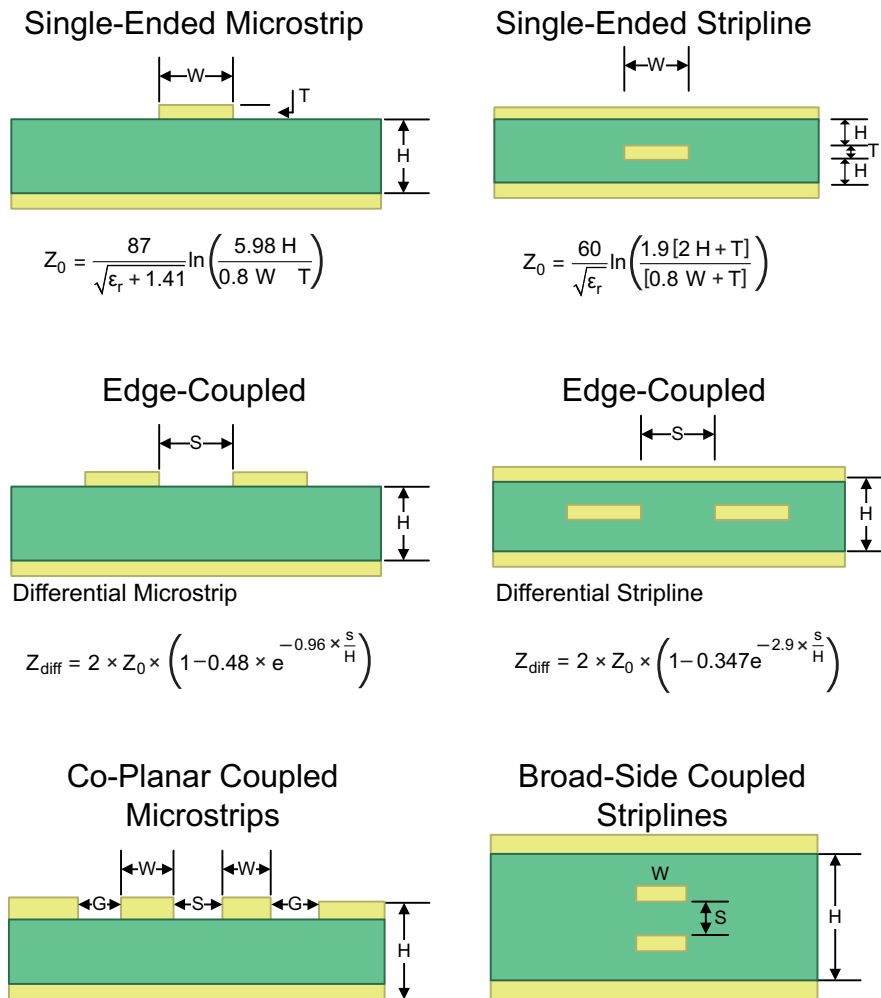 Single-Ended Microstrip
W
T
H
Z₀ = 87 / √(εᵣ + 1.41) ln(5.98 H / 0.8 W T)
Single-Ended Stripline
W
H
T
H
Z₀ = 60 / √εᵣ ln(1.9 [2 H + T] / [0.8 W + T])
Edge-Coupled
S
H
Differential Microstrip
Z_diff = 2 × Z₀ × (1−0.48 × e^(−0.96 × s/H))
Edge-Coupled
S
H
Differential Stripline
Z_diff = 2 × Z₀ × (1− 0.347e^(−2.9 × s/H))
Co-Planar Coupled
Microstrips
W W
G S G
H
Broad-Side Coupled
Striplines
W
S
H